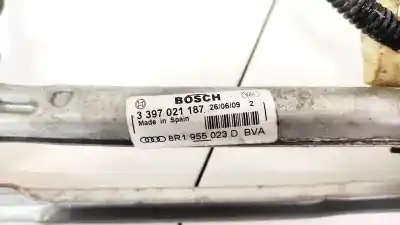 BOSCH
3 397 021 187 26/06/09 2
Made in Spain
8R1 955 023 D BVA